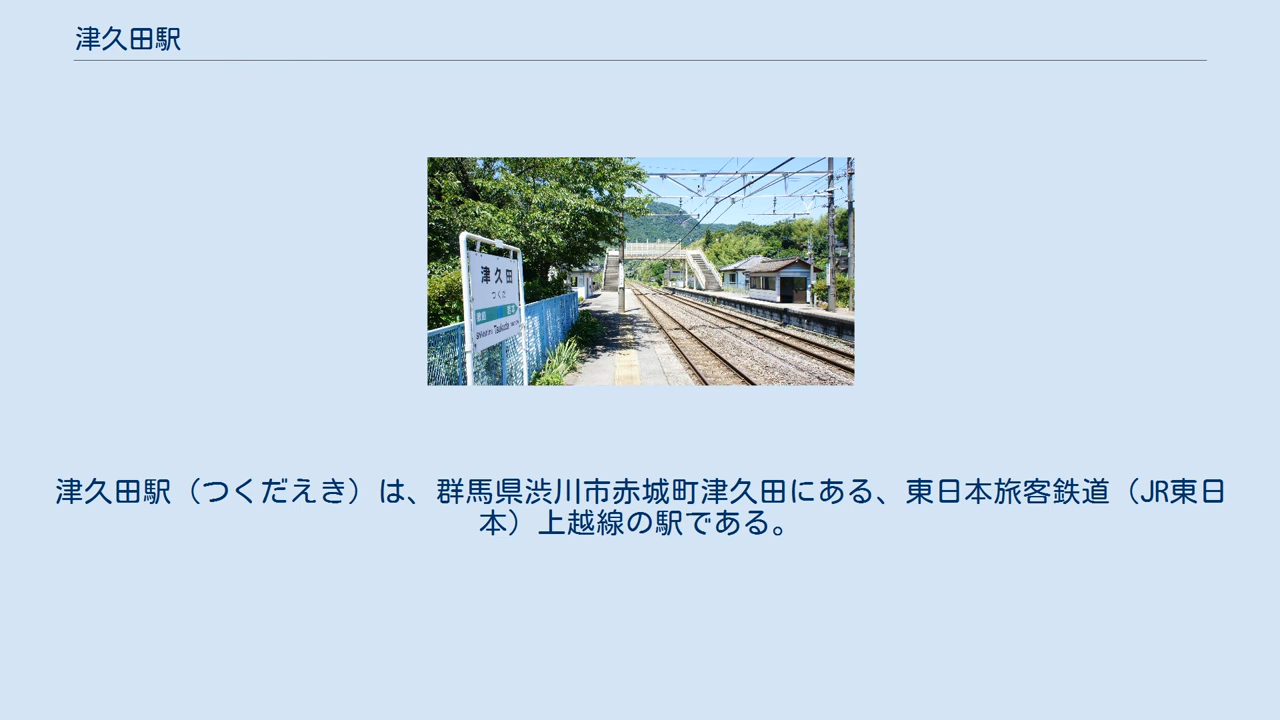 津久田駅
津久田
つくだ
Tsukuda
津久田駅（つくだえき）は、群馬県渋川市赤城町津久田にある、東日本旅客鉄道（JR東日
本）上越線の駅である。